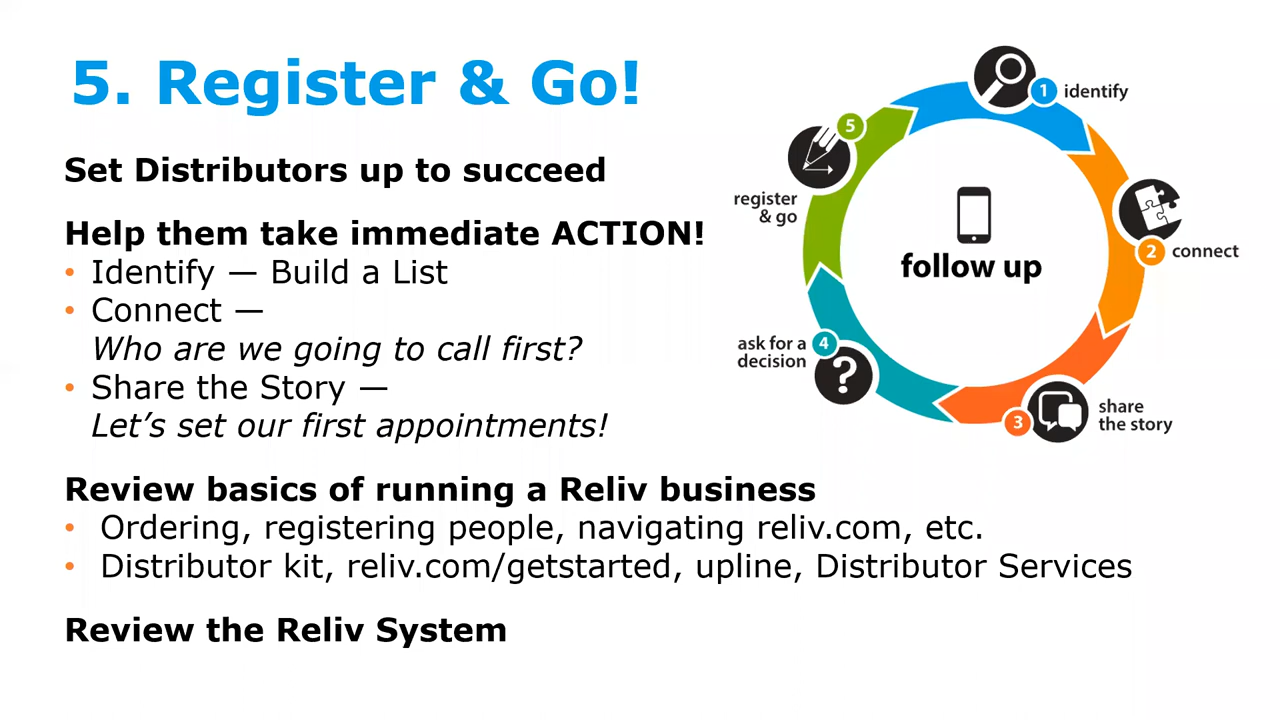 5. Register & Go!
Set Distributors up to succeed
Help them take immediate ACTION!
• Identify — Build a List
• Connect —
Who are we going to call first?
• Share the Story —
Let’s set our first appointments!
Review basics of running a Reliv business
• Ordering, registering people, navigating reliv.com, etc.
• Distributor kit, reliv.com/getstarted, upline, Distributor Services
Review the Reliv System
1 identify
2 connect
3 share
the story
4 ask for a
decision
5
register
& go
follow up
?